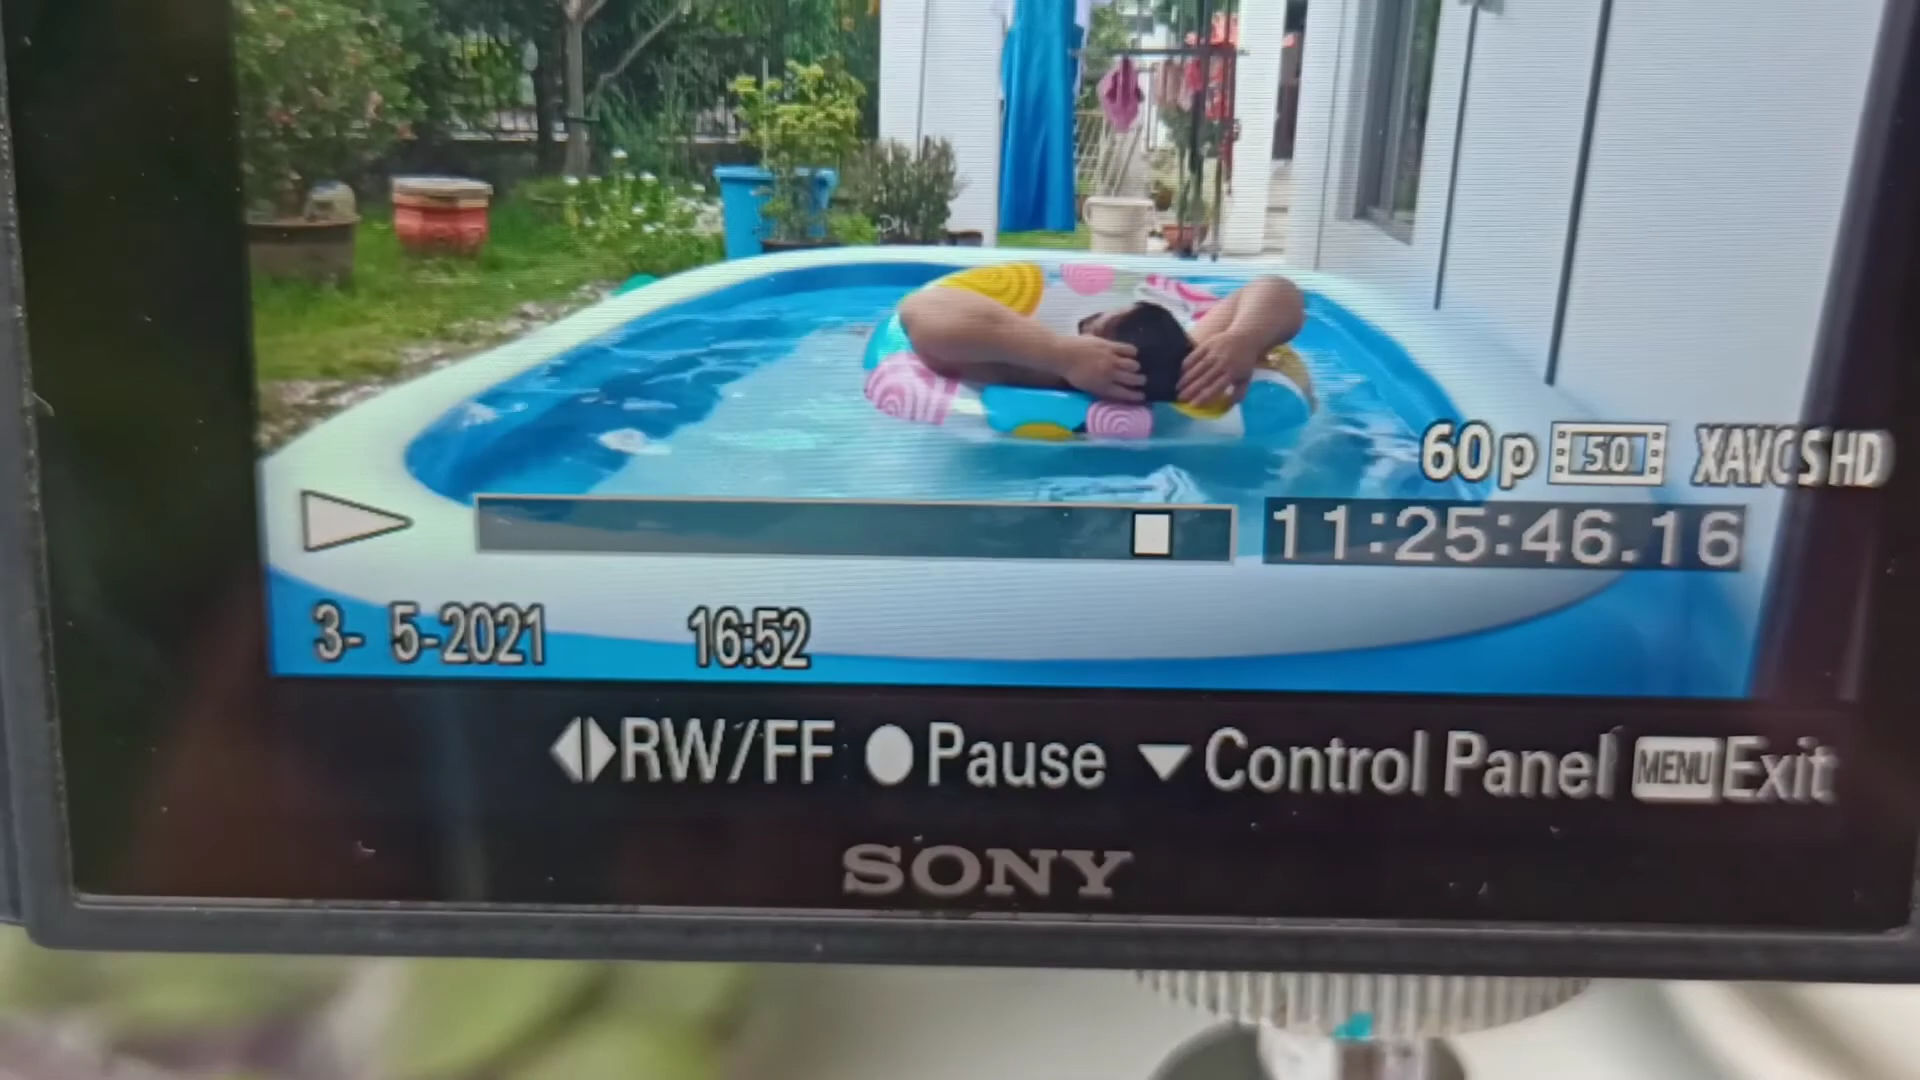 60p 50 XAVC S HD
11:25:46.16
3- 5-2021 16:52
RW/FF Pause Control Panel MENU Exit
SONY